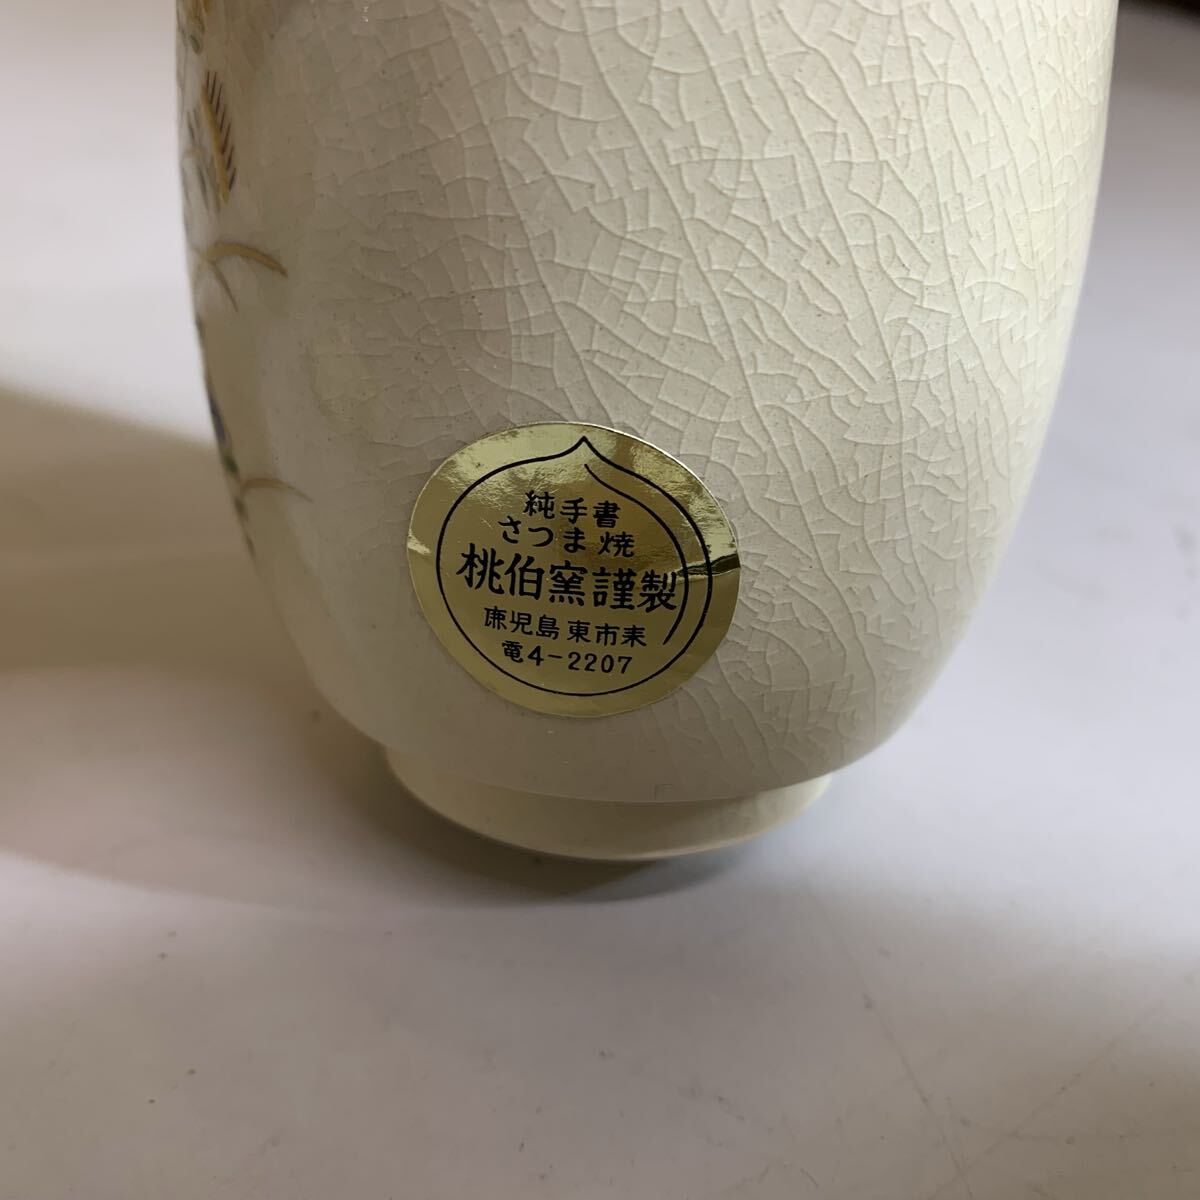 純手書
さつま焼
桃伯窯謹製
鹿児島東市来
電4-2207